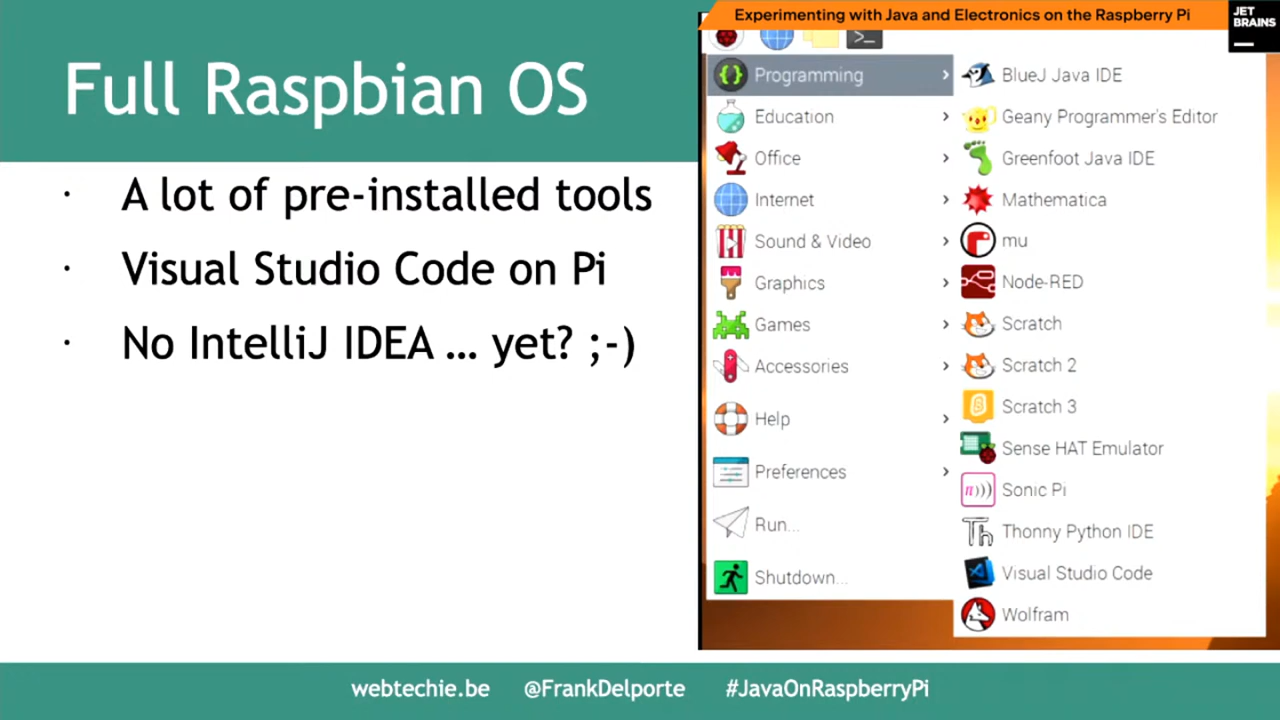 Experimenting with Java and Electronics on the Raspberry Pi
JET
BRAINS
Full Raspbian OS
· A lot of pre-installed tools
· Visual Studio Code on Pi
· No IntelliJ IDEA ... yet? ;-)
>_
Programming
Education
Office
Internet
Sound & Video
Graphics
Games
Accessories
Help
Preferences
Run...
Shutdown...
BlueJ Java IDE
Geany Programmer's Editor
Greenfoot Java IDE
Mathematica
mu
Node-RED
Scratch
Scratch 2
Scratch 3
Sense HAT Emulator
π)))
Sonic Pi
Th
Thonny Python IDE
Visual Studio Code
Wolfram
webtechie.be @FrankDelporte #JavaOnRaspberryPi